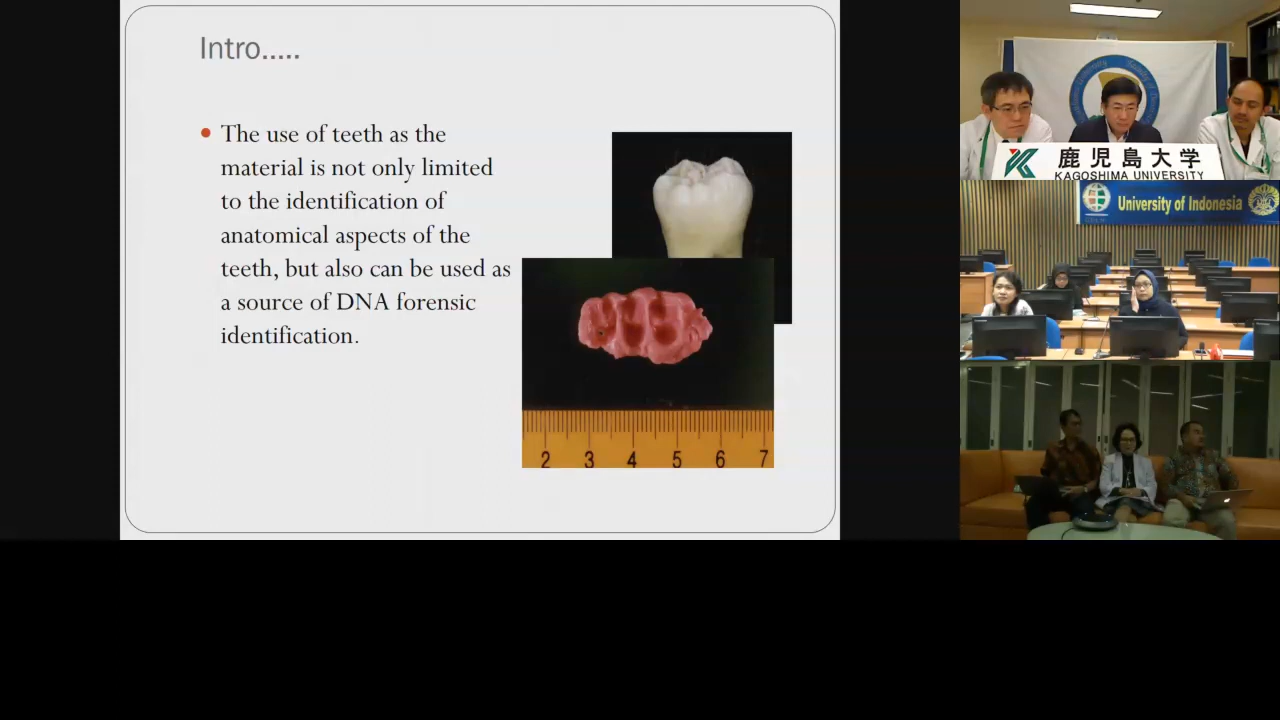 Intro.....
• The use of teeth as the
material is not only limited
to the identification of
anatomical aspects of the
teeth, but also can be used as
a source of DNA forensic
identification.
2 3 4 5 6 7
鹿児島大学
KAGOSHIMA UNIVERSITY
University of Indonesia